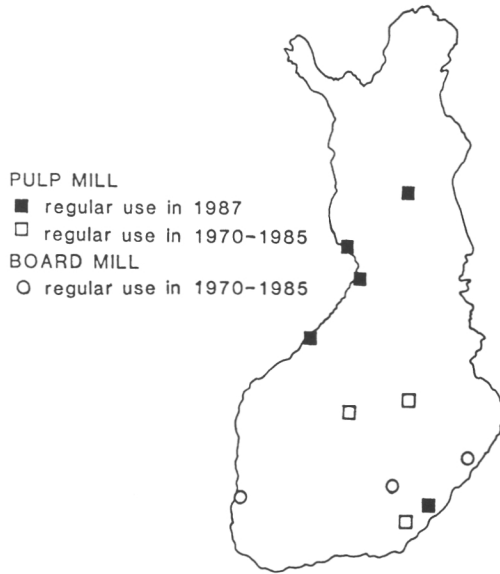 PULP MILL
■ regular use in 1987
□ regular use in 1970-1985
BOARD MILL
○ regular use in 1970-1985